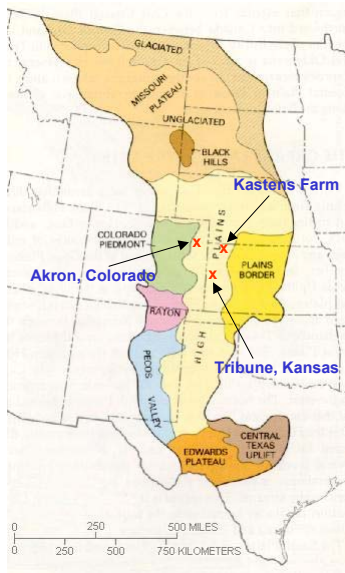 GLACIATED
MISSOURI
PLATEAU
UNGLACIATED
BLACK
HILLS
Kastens Farm
PLAINS
COLORADO
PIEDMONT
x
x
PLAINS
BORDER
Akron, Colorado
x
RATON
HIGH
Tribune, Kansas
PECOS
VALLEY
CENTRAL
TEXAS
UPLIFT
EDWARDS
PLATEAU
0 250 500 MILES
0 250 500 750 KILOMETERS